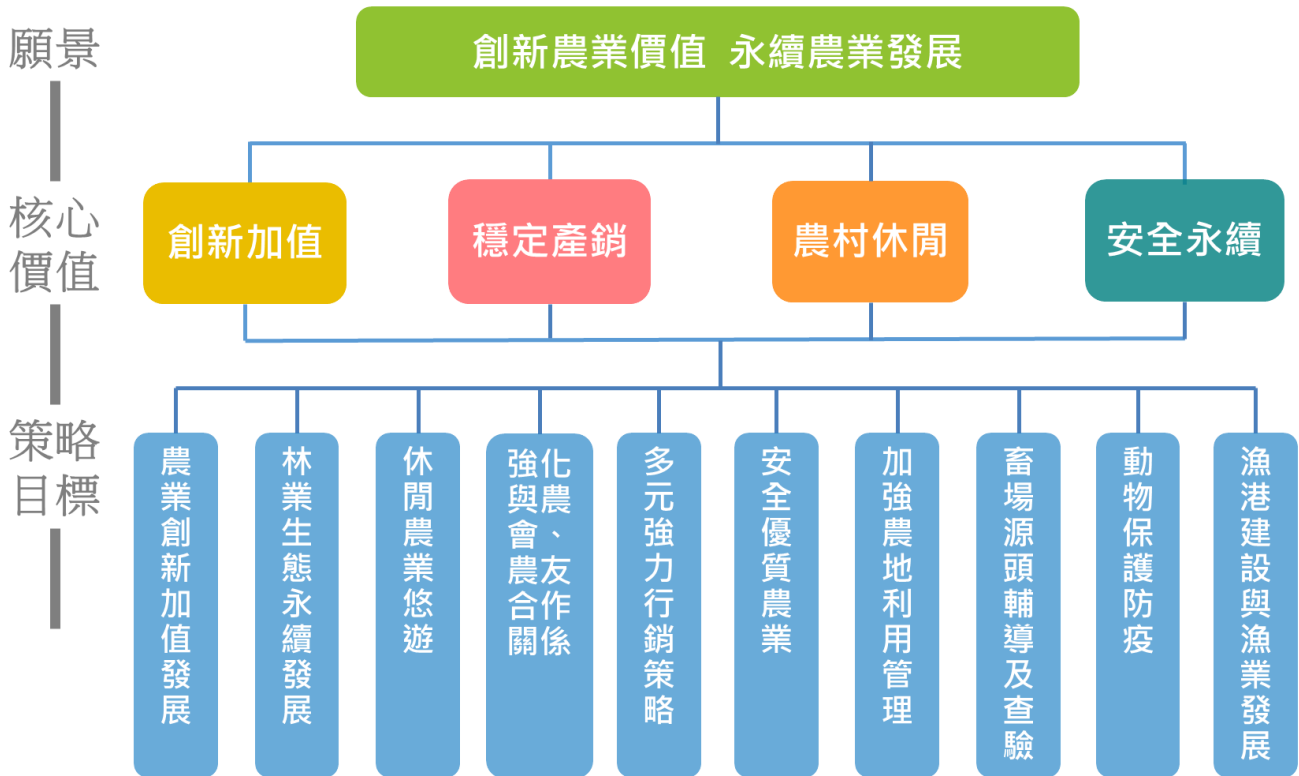 願景
創新農業價值 永續農業發展
核心
價值
創新加值
穩定產銷
農村休閒
安全永續
策略
目標
農業創新加值發展
林業生態永續發展
休閒農業悠遊
強化
與農
會、
農友
合作
關係
多元強力行銷策略
安全優質農業
加強農地利用管理
畜場源頭輔導及查驗
動物保護防疫
漁港建設與漁業發展